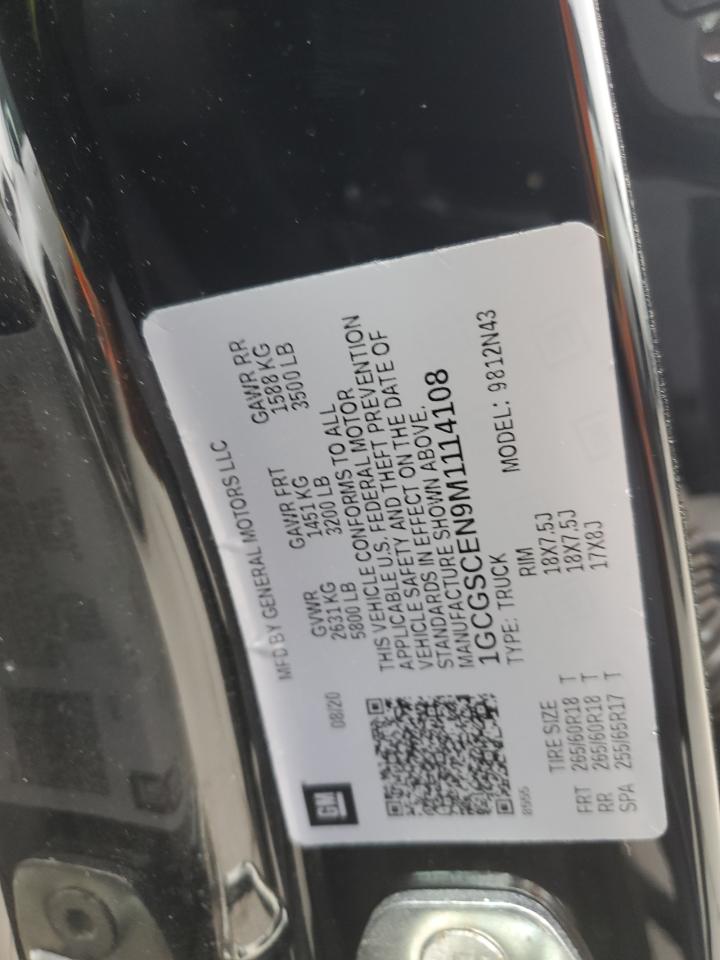 GM
08/20
MFD BY GENERAL MOTORS LLC
GVWR GAWR FRT GAWR RR
2631 KG 1451 KG 1588 KG
5800 LB 3200 LB 3500 LB
THIS VEHICLE CONFORMS TO ALL
APPLICABLE U.S. FEDERAL MOTOR
VEHICLE SAFETY AND THEFT PREVENTION
STANDARDS IN EFFECT ON THE DATE OF
MANUFACTURE SHOWN ABOVE.
1GCGSCEN9M1114108
TYPE: TRUCK MODEL: 9812N43
TIRE SIZE RIM
FRT 265/60R18 T 18X7.5J
RR 265/60R18 T 18X7.5J
SPA 255/65R17 T 17X8J